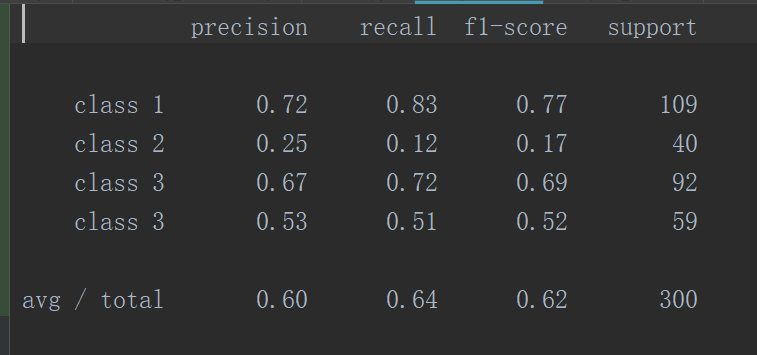 precision recall f1-score support
class 1 0.72 0.83 0.77 109
class 2 0.25 0.12 0.17 40
class 3 0.67 0.72 0.69 92
class 3 0.53 0.51 0.52 59
avg / total 0.60 0.64 0.62 300